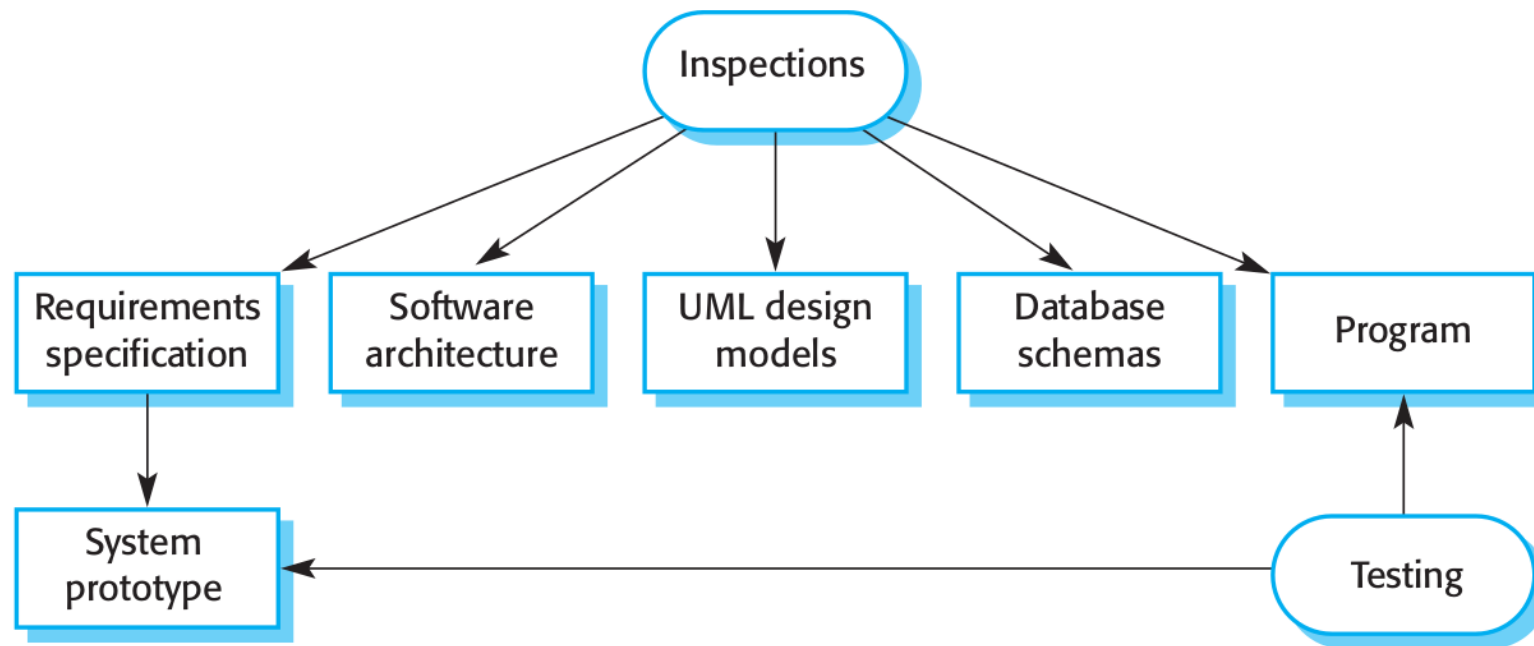 Inspections
Requirements
specification
Software
architecture
UML design
models
Database
schemas
Program
System
prototype
Testing